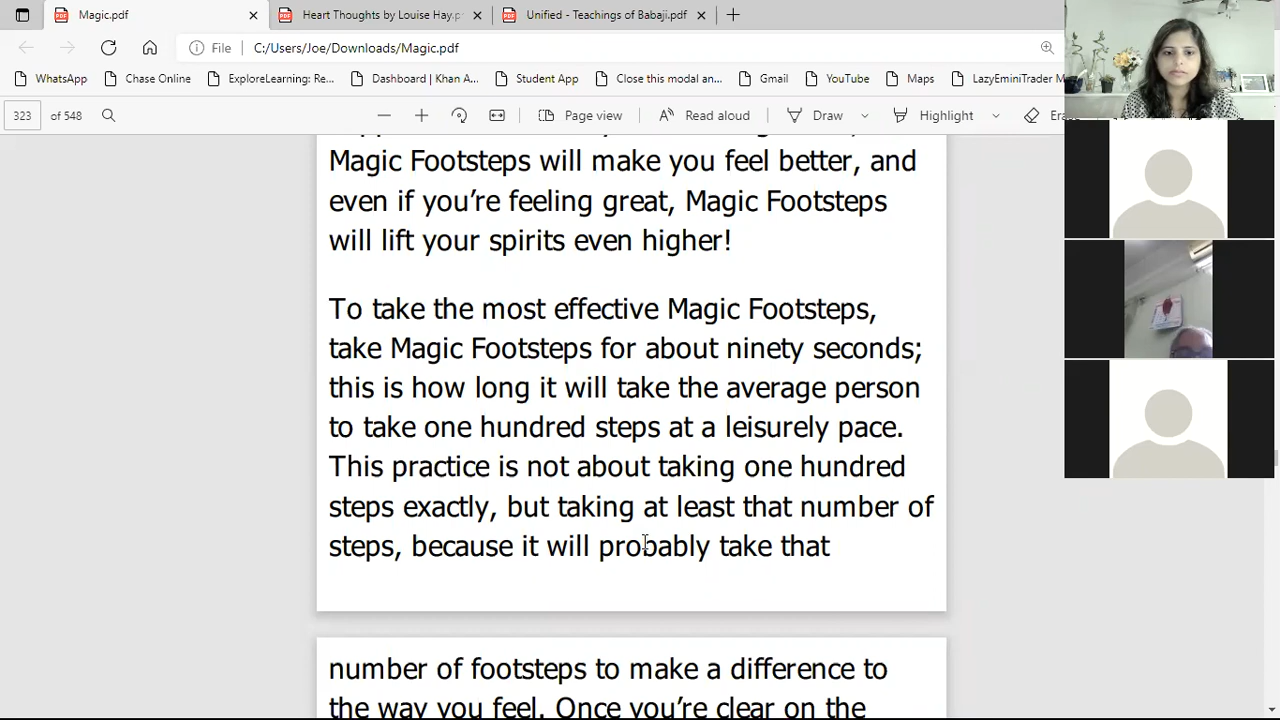 Magic.pdf
Heart Thoughts by Louise Hay.p
Unified - Teachings of Babaji.pdf
File C:/Users/Joe/Downloads/Magic.pdf
WhatsApp Chase Online ExploreLearning: Re... Dashboard | Khan A... Student App Close this modal an... Gmail YouTube Maps LazyEminiTrader M
323 of 548 Page view Read aloud Draw Highlight
Magic Footsteps will make you feel better, and
even if you’re feeling great, Magic Footsteps
will lift your spirits even higher!
To take the most effective Magic Footsteps,
take Magic Footsteps for about ninety seconds;
this is how long it will take the average person
to take one hundred steps at a leisurely pace.
This practice is not about taking one hundred
steps exactly, but taking at least that number of
steps, because it will probably take that
number of footsteps to make a difference to
the way you feel. Once you’re clear on the